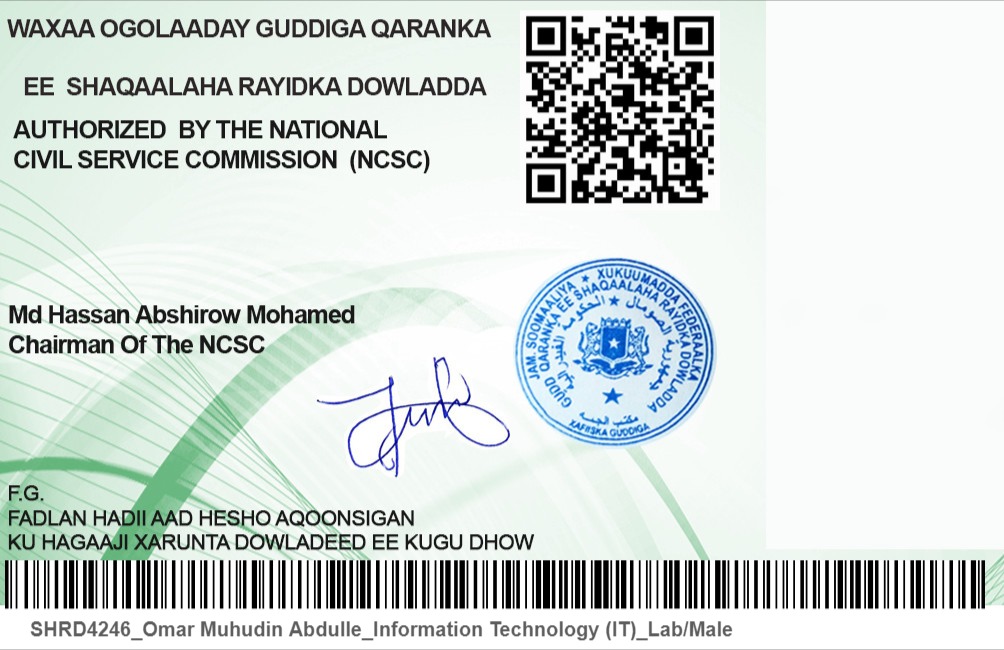 WAXAA OGOLAADAY GUDDIGA QARANKA
EE SHAQAALAHA RAYIDKA DOWLADDA
AUTHORIZED BY THE NATIONAL
CIVIL SERVICE COMMISSION (NCSC)
Md Hassan Abshirow Mohamed
Chairman Of The NCSC
JAM. SOOMAALIYA ★ XUKUUMADDA FEDERAALKA
GUDD QARANKA EE SHAQAALAHA RAYIDKA DOWLADDA
XAFIISKA GUDDIGA
F.G.
FADLAN HADII AAD HESHO AQOONSIGAN
KU HAGAAJI XARUNTA DOWLADEED EE KUGU DHOW
SHRD4246_Omar Muhudin Abdulle_Information Technology (IT)_Lab/Male